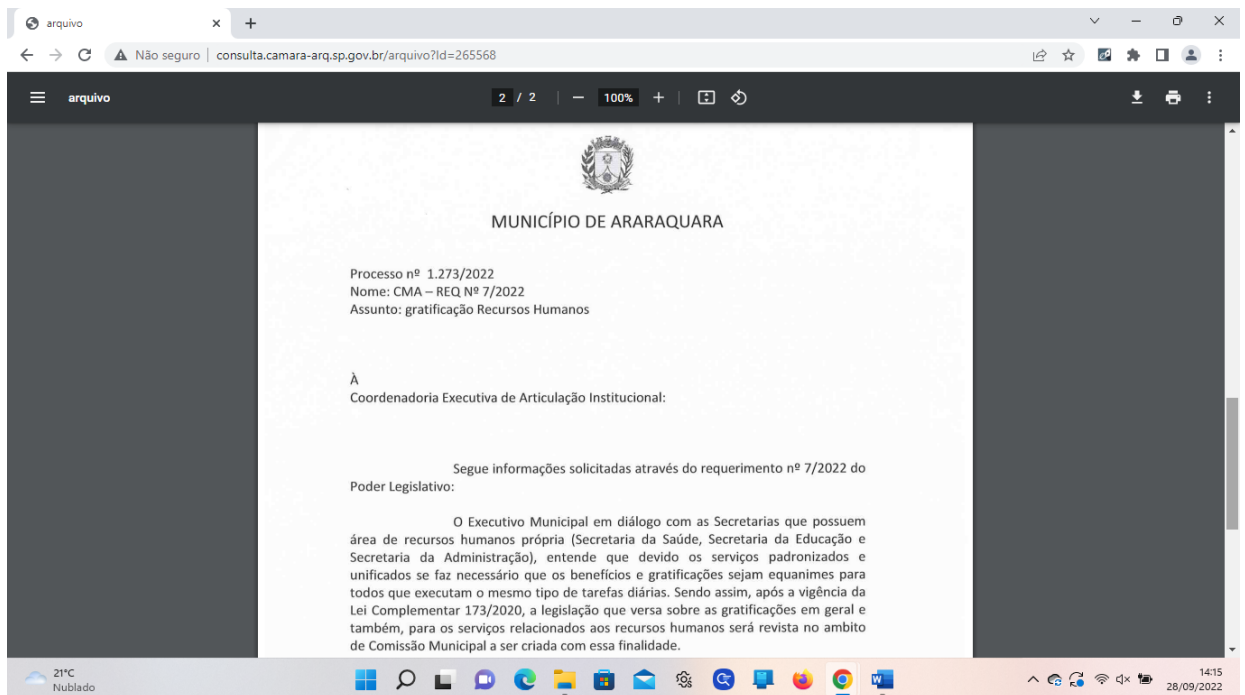 arquivo
Não seguro
consulta.camara-arq.sp.gov.br/arquivo?Id=265568
arquivo
2 / 2
100%
MUNICÍPIO DE ARARAQUARA
Processo nº 1.273/2022
Nome: CMA – REQ Nº 7/2022
Assunto: gratificação Recursos Humanos
À
Coordenadoria Executiva de Articulação Institucional:
Segue informações solicitadas através do requerimento nº 7/2022 do
Poder Legislativo:
O Executivo Municipal em diálogo com as Secretarias que possuem
área de recursos humanos própria (Secretaria da Saúde, Secretaria da Educação e
Secretaria da Administração), entende que devido os serviços padronizados e
unificados se faz necessário que os benefícios e gratificações sejam equanimes para
todos que executam o mesmo tipo de tarefas diárias. Sendo assim, após a vigência da
Lei Complementar 173/2020, a legislação que versa sobre as gratificações em geral e
também, para os serviços relacionados aos recursos humanos será revista no ambito
de Comissão Municipal a ser criada com essa finalidade.
21°C
Nublado
14:15
28/09/2022